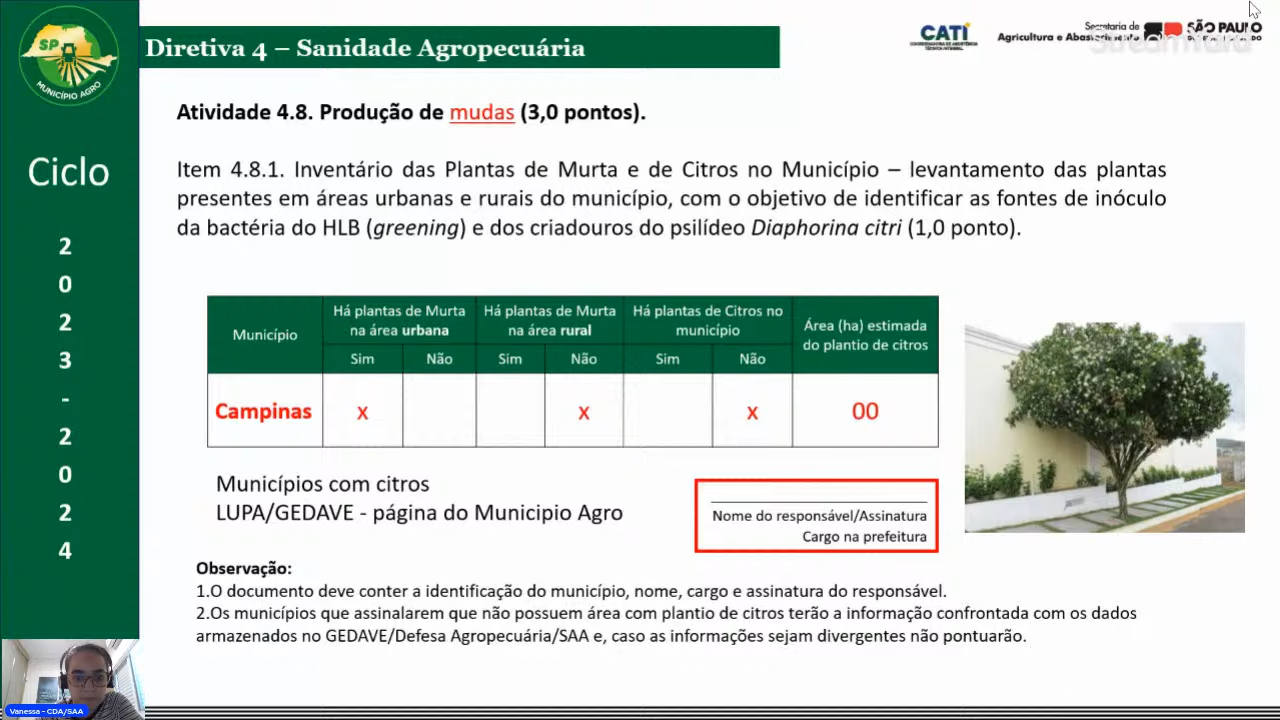 SP
MUNICÍPIO AGRO
Diretiva 4 – Sanidade Agropecuária
CATI
COORDENADORIA DE ASSISTÊNCIA
TÉCNICA INTEGRAL
Secretaria de
Agricultura e Abastecimento
SÃO PAULO
StreamYard
Ciclo
2
0
2
3
-
2
0
2
4
Atividade 4.8. Produção de mudas (3,0 pontos).
Item 4.8.1. Inventário das Plantas de Murta e de Citros no Município – levantamento das plantas
presentes em áreas urbanas e rurais do município, com o objetivo de identificar as fontes de inóculo
da bactéria do HLB (greening) e dos criadouros do psilídeo Diaphorina citri (1,0 ponto).
Município
Há plantas de Murta
na área urbana
Há plantas de Murta
na área rural
Há plantas de Citros no
município
Área (ha) estimada
do plantio de citros
Sim Não Sim Não Sim Não
Campinas x x x 00
Municípios com citros
LUPA/GEDAVE - página do Municipio Agro
Nome do responsável/Assinatura
Cargo na prefeitura
Observação:
1.O documento deve conter a identificação do município, nome, cargo e assinatura do responsável.
2.Os municípios que assinalarem que não possuem área com plantio de citros terão a informação confrontada com os dados
armazenados no GEDAVE/Defesa Agropecuária/SAA e, caso as informações sejam divergentes não pontuarão.
Vanessa - CDA/SAA